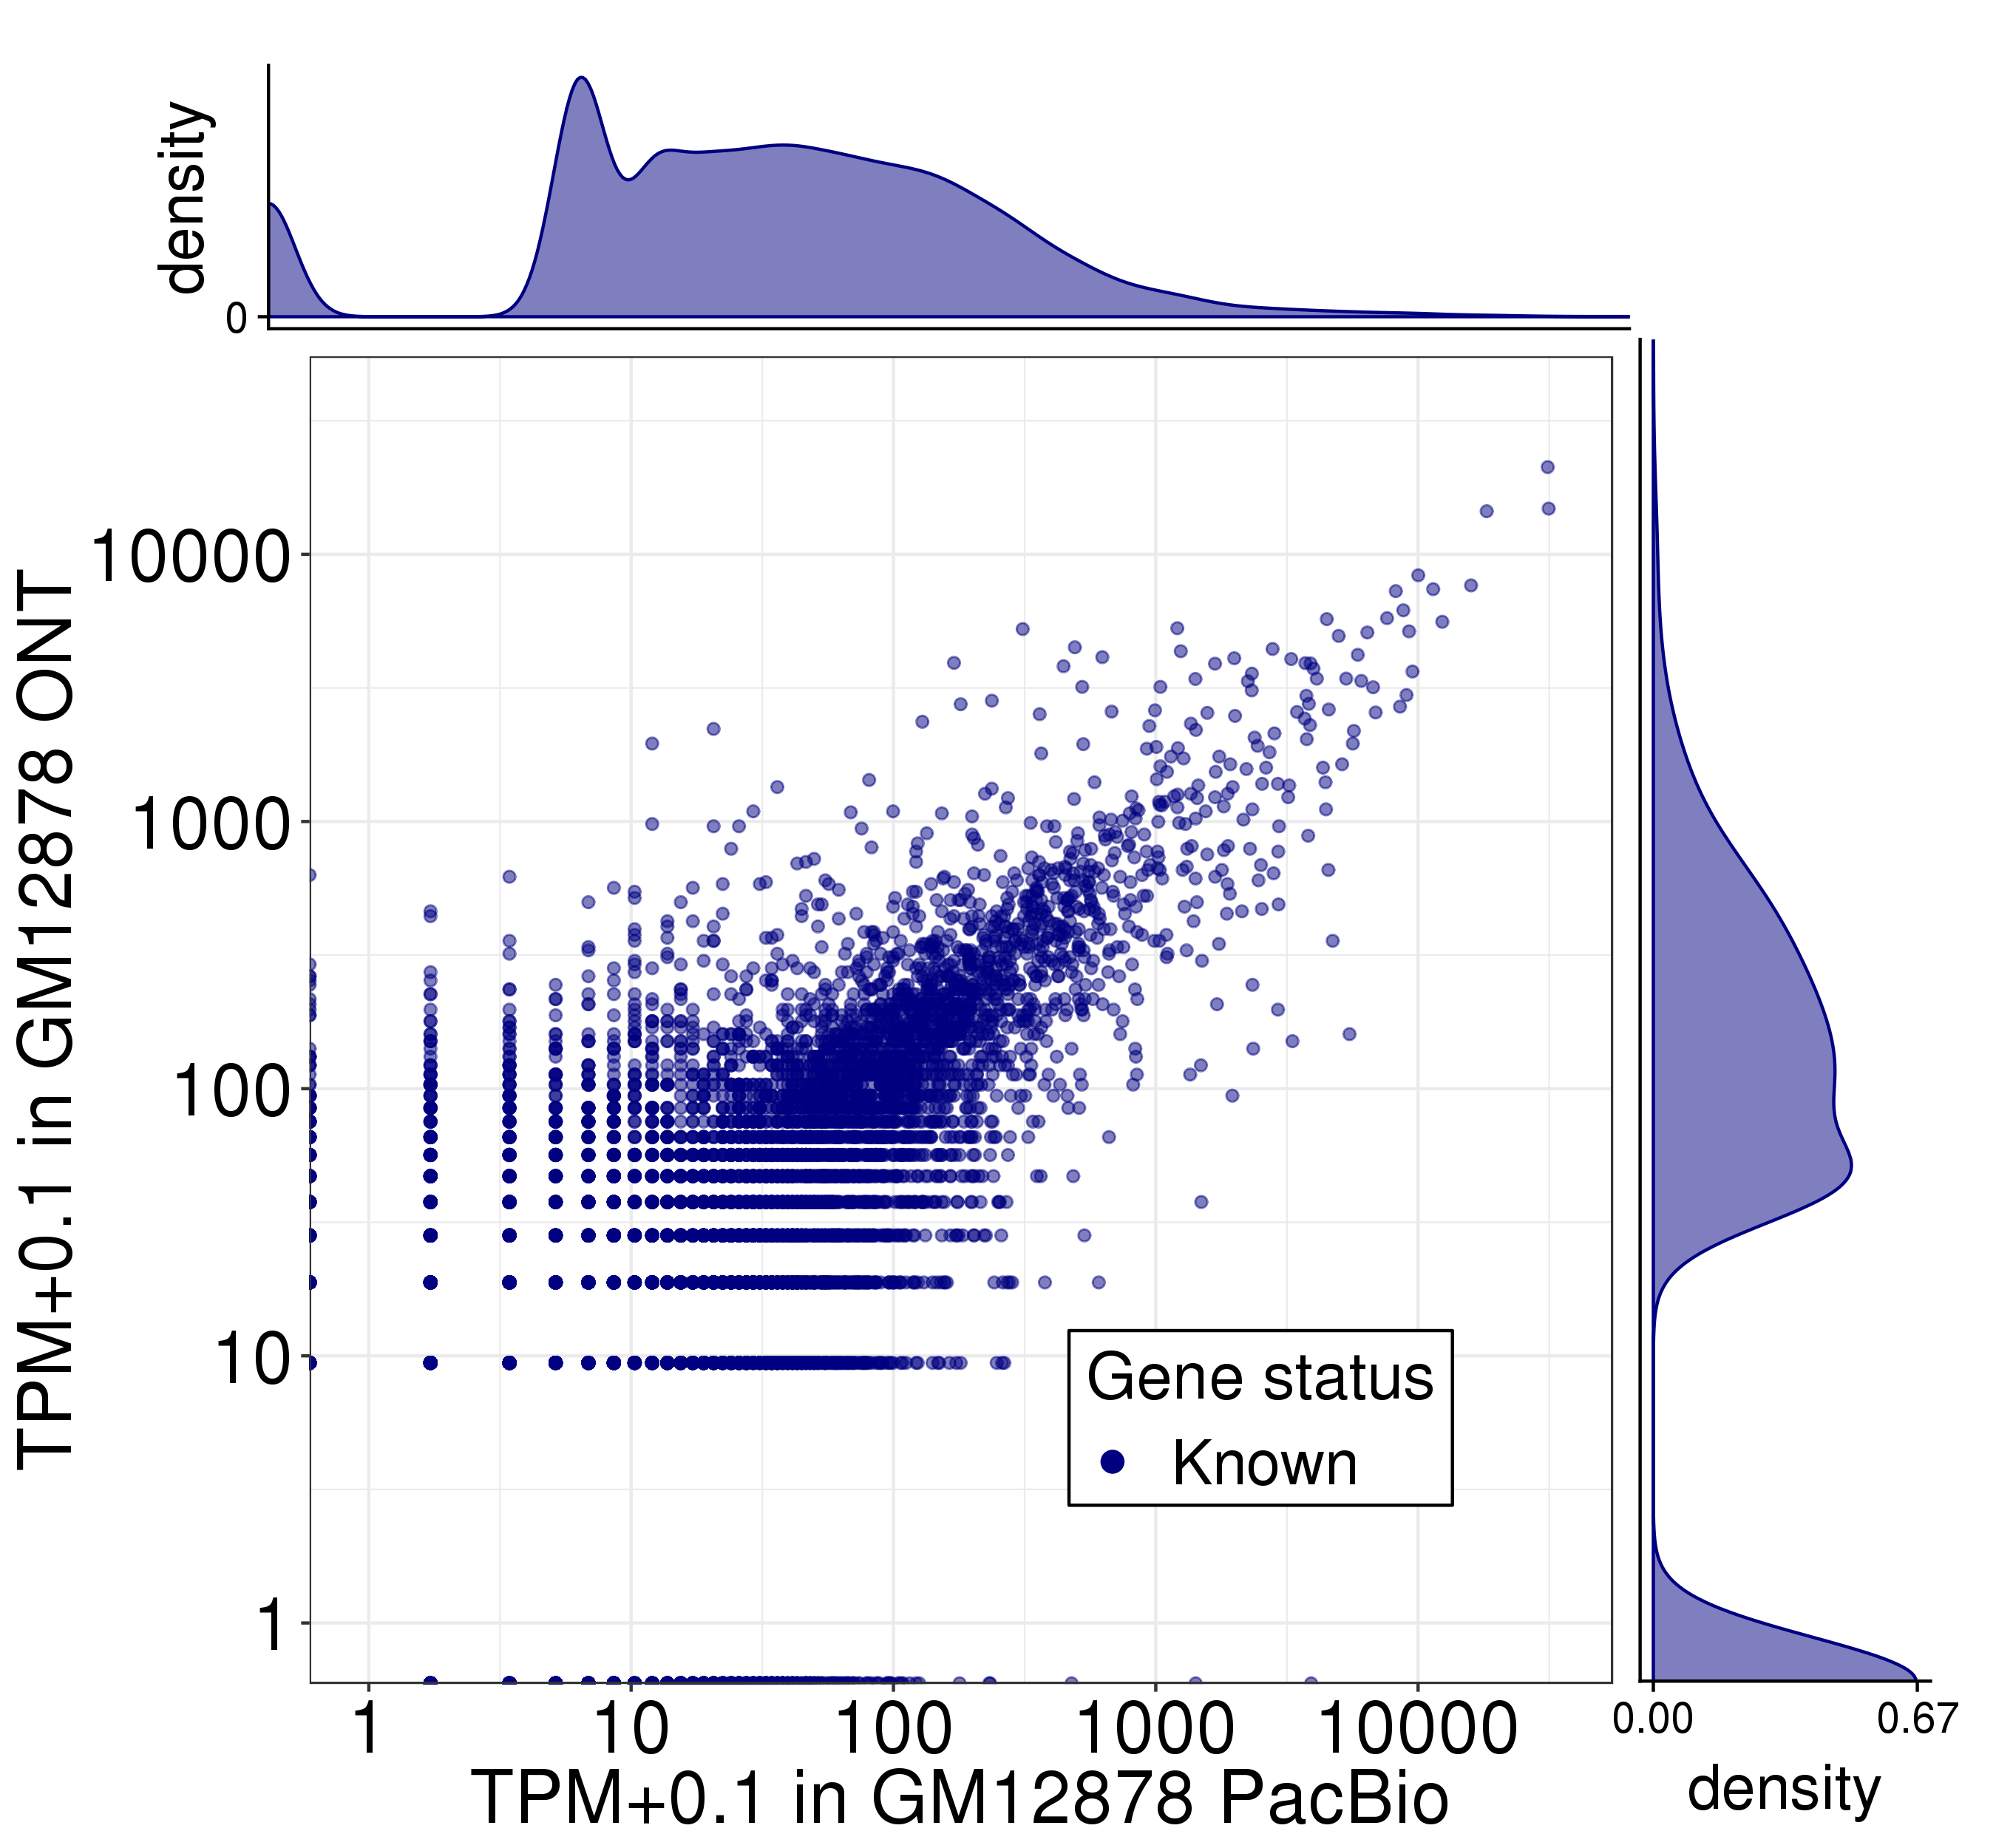 density
0
TPM+0.1 in GM12878 ONT
10000
1000
100
10
1
Gene status
Known
1 10 100 1000 10000
TPM+0.1 in GM12878 PacBio
0.00 0.67
density